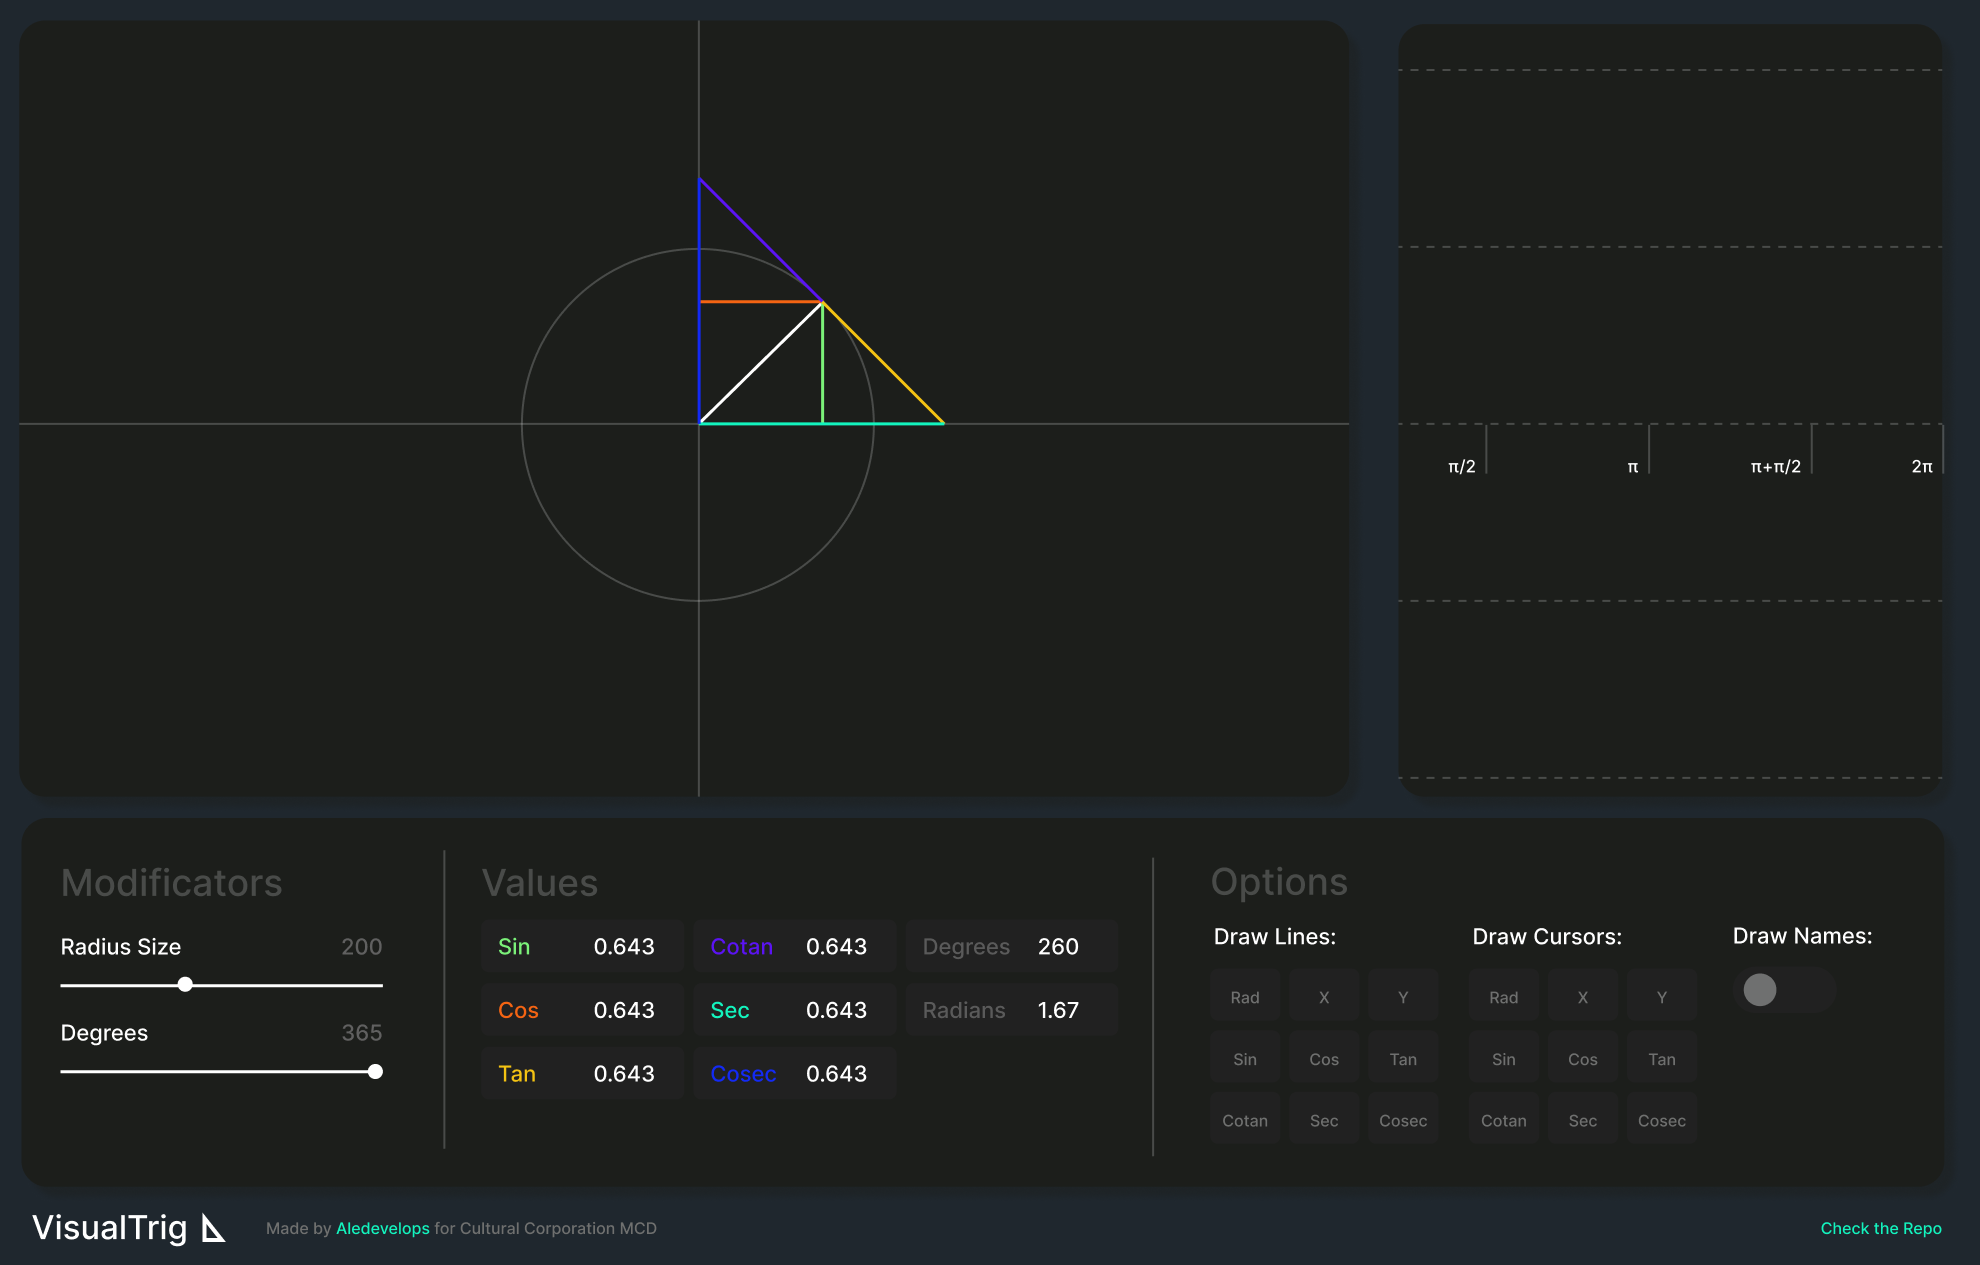 π/2 π π+π/2 2π
Modificators
Radius Size 200
Degrees 365
Values
Sin 0.643 Cotan 0.643 Degrees 260
Cos 0.643 Sec 0.643 Radians 1.67
Tan 0.643 Cosec 0.643
Options
Draw Lines: Draw Cursors: Draw Names:
Rad X Y Rad X Y
Sin Cos Tan Sin Cos Tan
Cotan Sec Cosec Cotan Sec Cosec
VisualTrig Made by Aledevelops for Cultural Corporation MCD Check the Repo